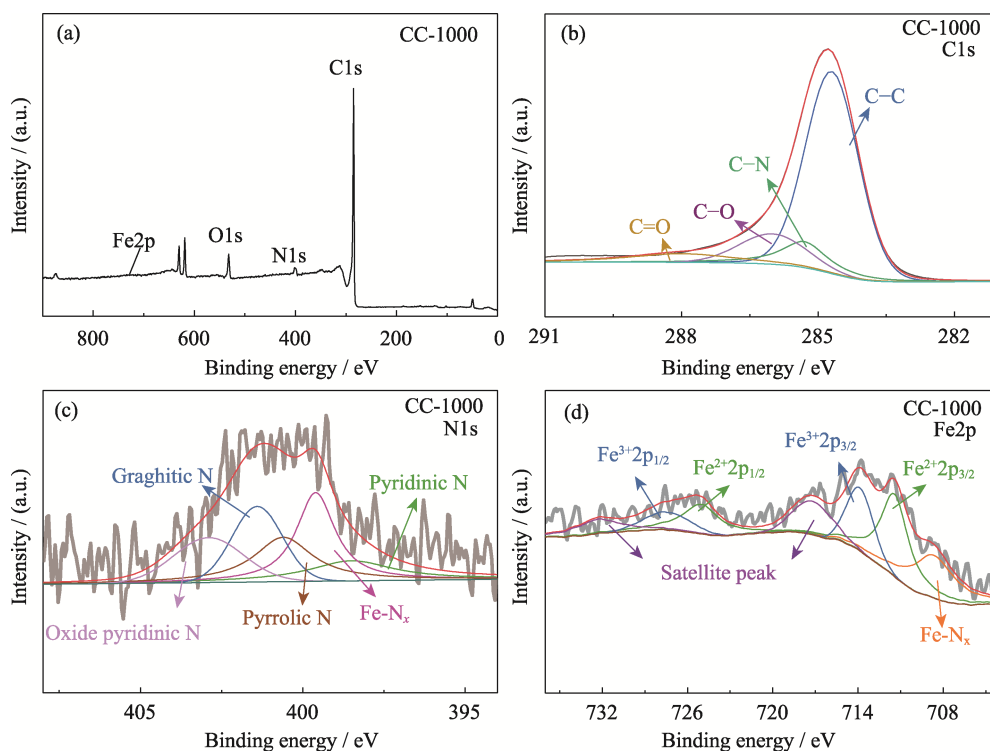 (a)
CC-1000
C1s
Fe2p
O1s
N1s
Intensity / (a.u.)
800
600
400
200
0
Binding energy / eV
(b)
CC-1000
C1s
C−C
C−N
C−O
C=O
Intensity / (a.u.)
291
288
285
282
Binding energy / eV
(c)
CC-1000
N1s
Graghitic N
Pyridinic N
Oxide pyridinic N
Pyrrolic N
Fe-Nₓ
Intensity / (a.u.)
405
400
395
Binding energy / eV
(d)
CC-1000
Fe2p
Fe³⁺2p₁/₂
Fe²⁺2p₁/₂
Fe³⁺2p₃/₂
Fe²⁺2p₃/₂
Satellite peak
Fe-Nₓ
Intensity / (a.u.)
732
726
720
714
708
Binding energy / eV